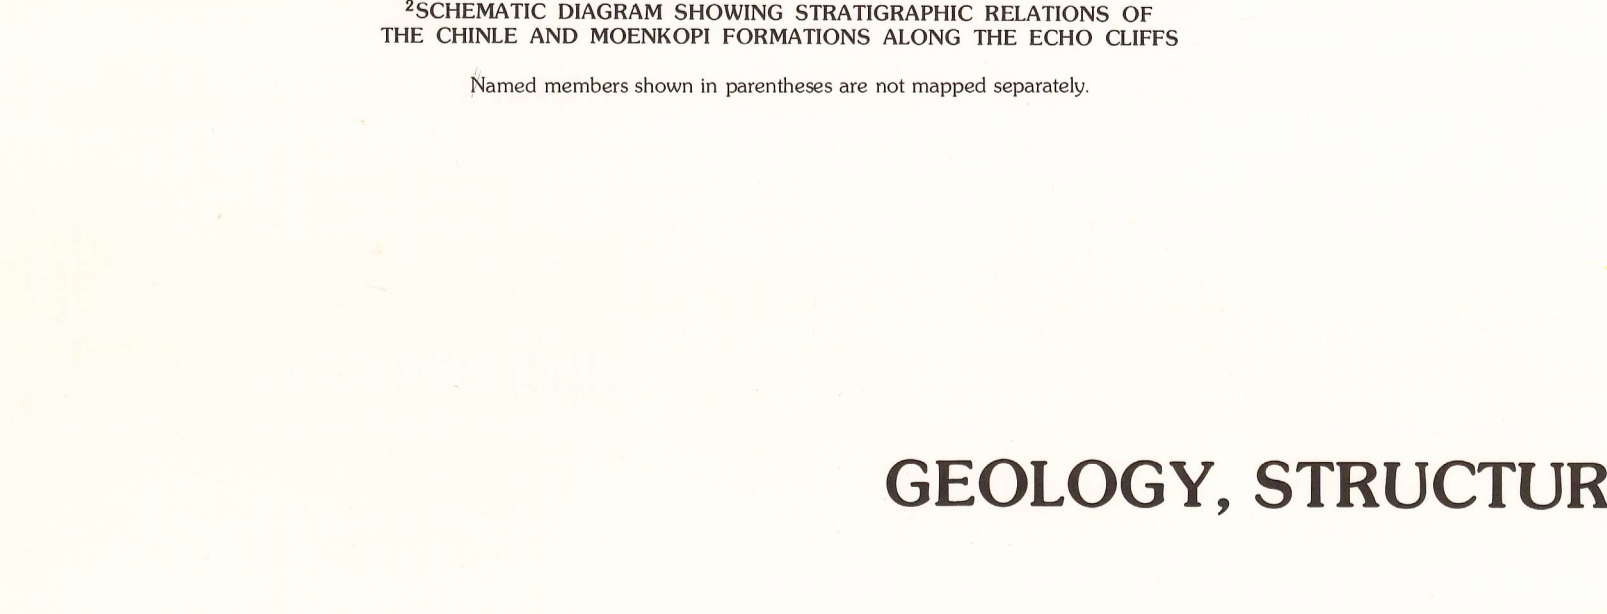 ²SCHEMATIC DIAGRAM SHOWING STRATIGRAPHIC RELATIONS OF
THE CHINLE AND MOENKOPI FORMATIONS ALONG THE ECHO CLIFFS
Named members shown in parentheses are not mapped separately.
GEOLOGY, STRUCTUR